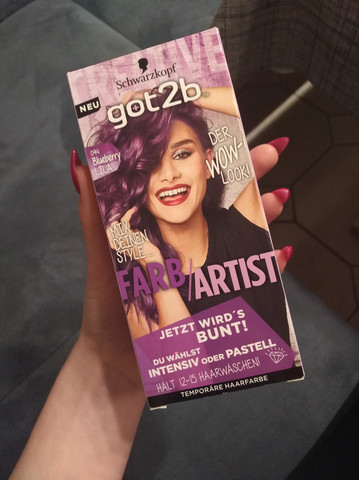 Schwarzkopf
NEU
got2b
094
Blueberry
LILA
DER
WOW-
LOOK!
MIX
DEINEN
STYLE...
FARB/ARTIST
JETZT WIRD'S
BUNT!
DU WÄHLST
INTENSIV ODER PASTELL
HÄLT 12-15 HAARWÄSCHEN!
TEMPORÄRE HAARFARBE